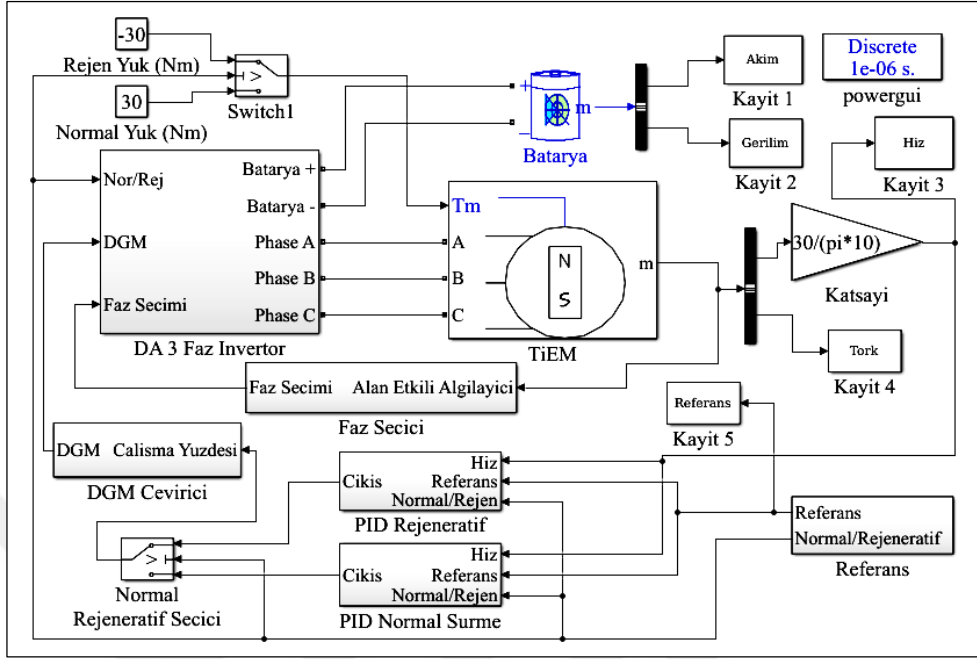 -30
Rejen Yuk (Nm)
30
Normal Yuk (Nm)
>
Switch1
+
-
m
Batarya
Akim
Kayit 1
Gerilim
Kayit 2
Discrete
1e-06 s.
powergui
Hiz
Kayit 3
Nor/Rej
DGM
Faz Secimi
Batarya +
Batarya -
Phase A
Phase B
Phase C
DA 3 Faz Invertor
Tm
A
B
C
N
S
m
TiEM
30/(pi*10)
Katsayi
Tork
Kayit 4
Faz Secimi Alan Etkili Algilayici
Faz Secici
Referans
Kayit 5
DGM Calisma Yuzdesi
DGM Cevirici
Cikis
Hiz
Referans
Normal/Rejen
PID Rejeneratif
Referans
Normal/Rejeneratif
Referans
>
Normal
Rejeneratif Secici
Cikis
Hiz
Referans
Normal/Rejen
PID Normal Surme